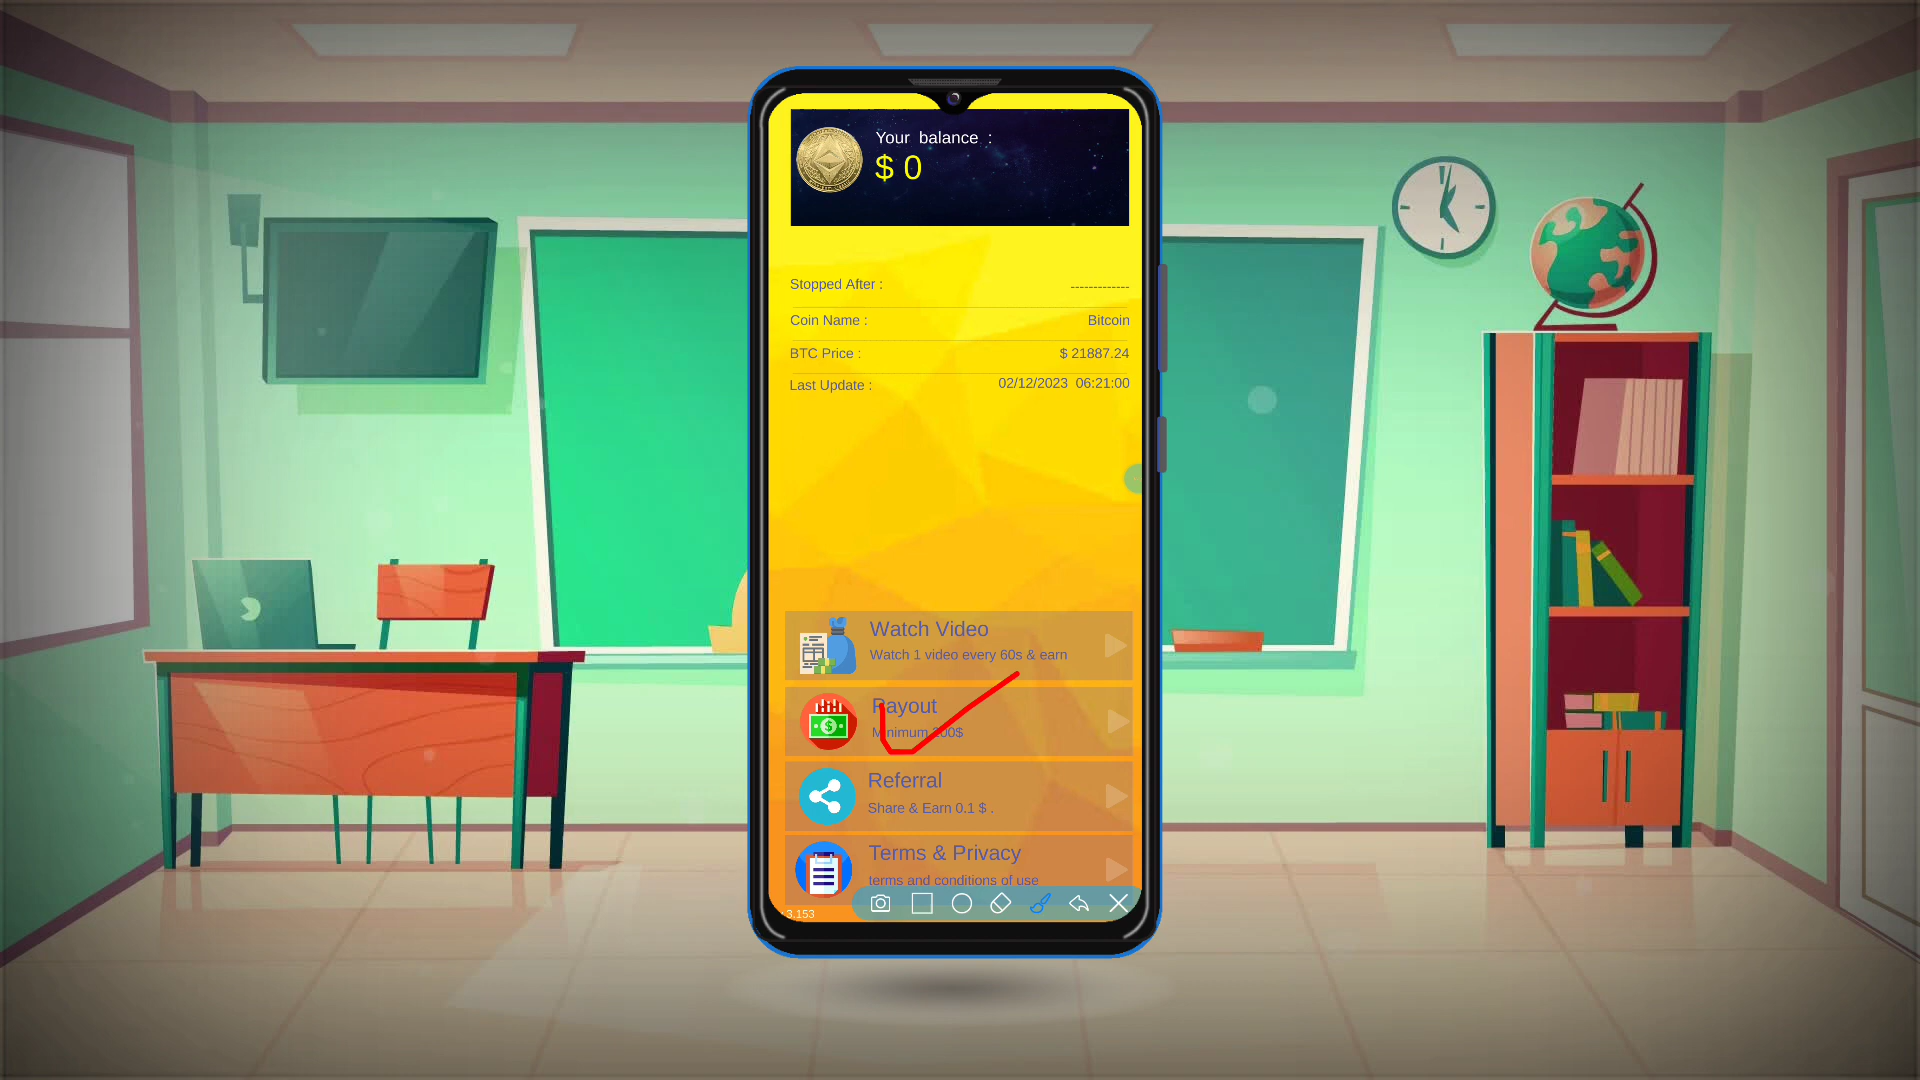 Your balance :
$ 0
Stopped After : -------------
Coin Name : Bitcoin
BTC Price : $ 21887.24
Last Update : 02/12/2023 06:21:00
Watch Video
Watch 1 video every 60s & earn
Payout
Minimum
Referral
Share & Earn 0.1 $ .
Terms & Privacy
terms and conditions of use
3.153